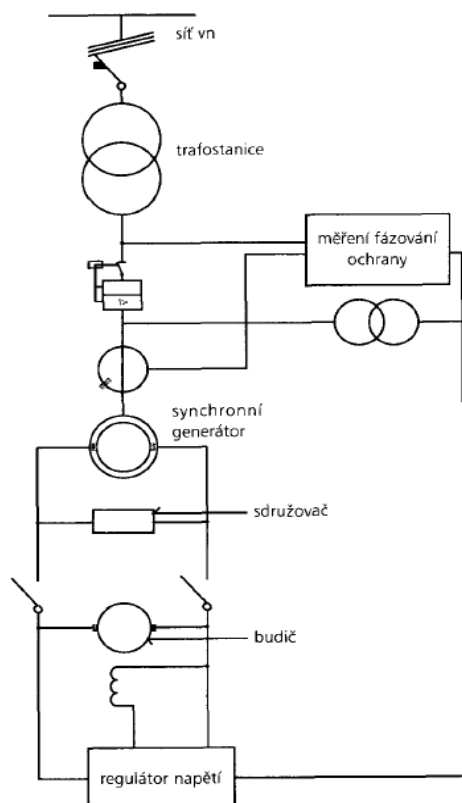 síť vn
trafostanice
měření fázování
ochrany
synchronní
generátor
sdružovač
budič
regulátor napětí